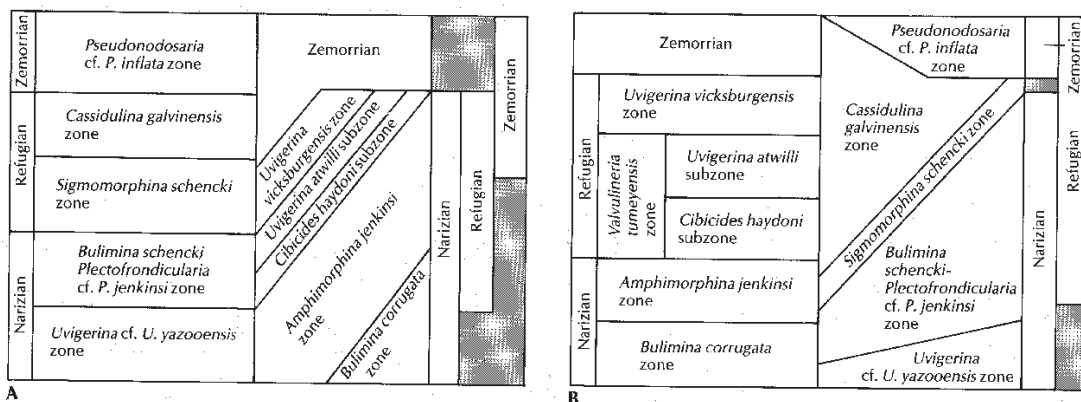 Zemorrian
Pseudonodosaria
cf. P. inflata zone
Refugian
Cassidulina galvinensis
zone
Sigmomorphina schencki
zone
Narizian
Bulimina schencki
Plectofrondicularia
cf. P. jenkinsi zone
Uvigerina cf. U. yazooensis
zone
Zemorrian
Uvigerina
vicksburgensis zone
Uvigerina atwilli subzone
Cibicides haydoni subzone
Amphimorphina jenkinsi
zone
Bulimina corrugata
zone
Narizian
Refugian
Zemorrian
A
Zemorrian
Refugian
Uvigerina vicksburgensis
zone
Valvulineria
tumeyensis
zone
Uvigerina atwilli
subzone
Cibicides haydoni
subzone
Narizian
Amphimorphina jenkinsi
zone
Bulimina corrugata
zone
Pseudonodosaria
cf. P. inflata
zone
Cassidulina
galvinensis
zone
Sigmomorphina schencki zone
Bulimina
schencki-
Plectofrondicularia
cf. P. jenkinsi
zone
Uvigerina
cf. U. yazooensis zone
Narizian
Zemorrian
Refugian
B